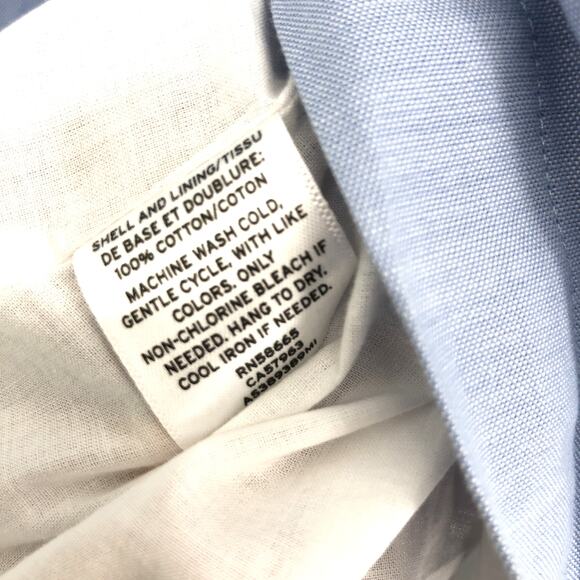 SHELL AND LINING/TISSU
DE BASE ET DOUBLURE:
100% COTTON/COTON
MACHINE WASH COLD,
GENTLE CYCLE, WITH LIKE
COLORS. ONLY
NON-CHLORINE BLEACH IF
NEEDED. HANG TO DRY.
COOL IRON IF NEEDED.
RN58665
CA57963
A5389389MI